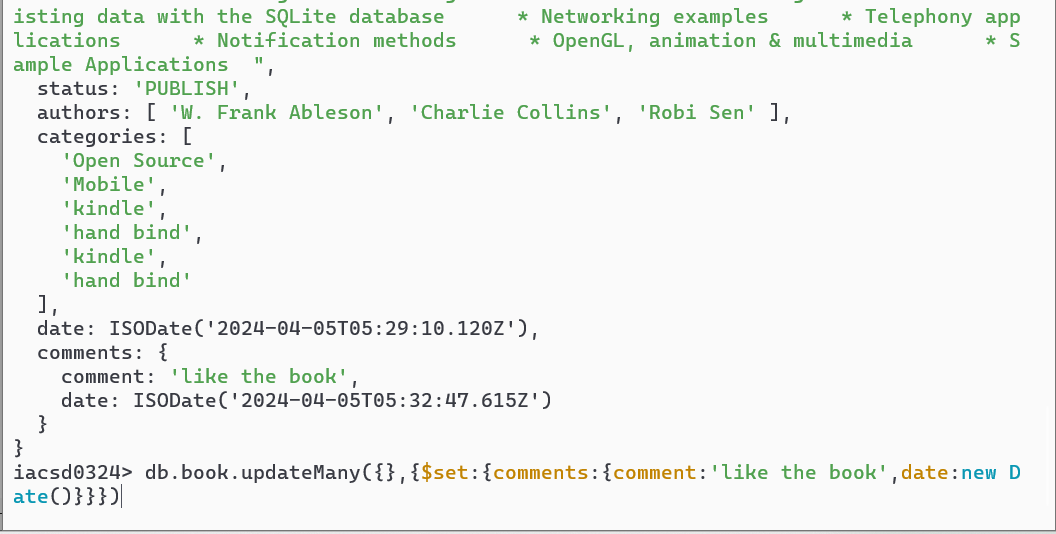 isting data with the SQLite database      * Networking examples      * Telephony app
lications      * Notification methods      * OpenGL, animation & multimedia      * S
ample Applications  ",
  status: 'PUBLISH',
  authors: [ 'W. Frank Ableson', 'Charlie Collins', 'Robi Sen' ],
  categories: [
    'Open Source',
    'Mobile',
    'kindle',
    'hand bind',
    'kindle',
    'hand bind'
  ],
  date: ISODate('2024-04-05T05:29:10.120Z'),
  comments: {
    comment: 'like the book',
    date: ISODate('2024-04-05T05:32:47.615Z')
  }
}
iacsd0324> db.book.updateMany({},{$set:{comments:{comment:'like the book',date:new D
ate()}}})